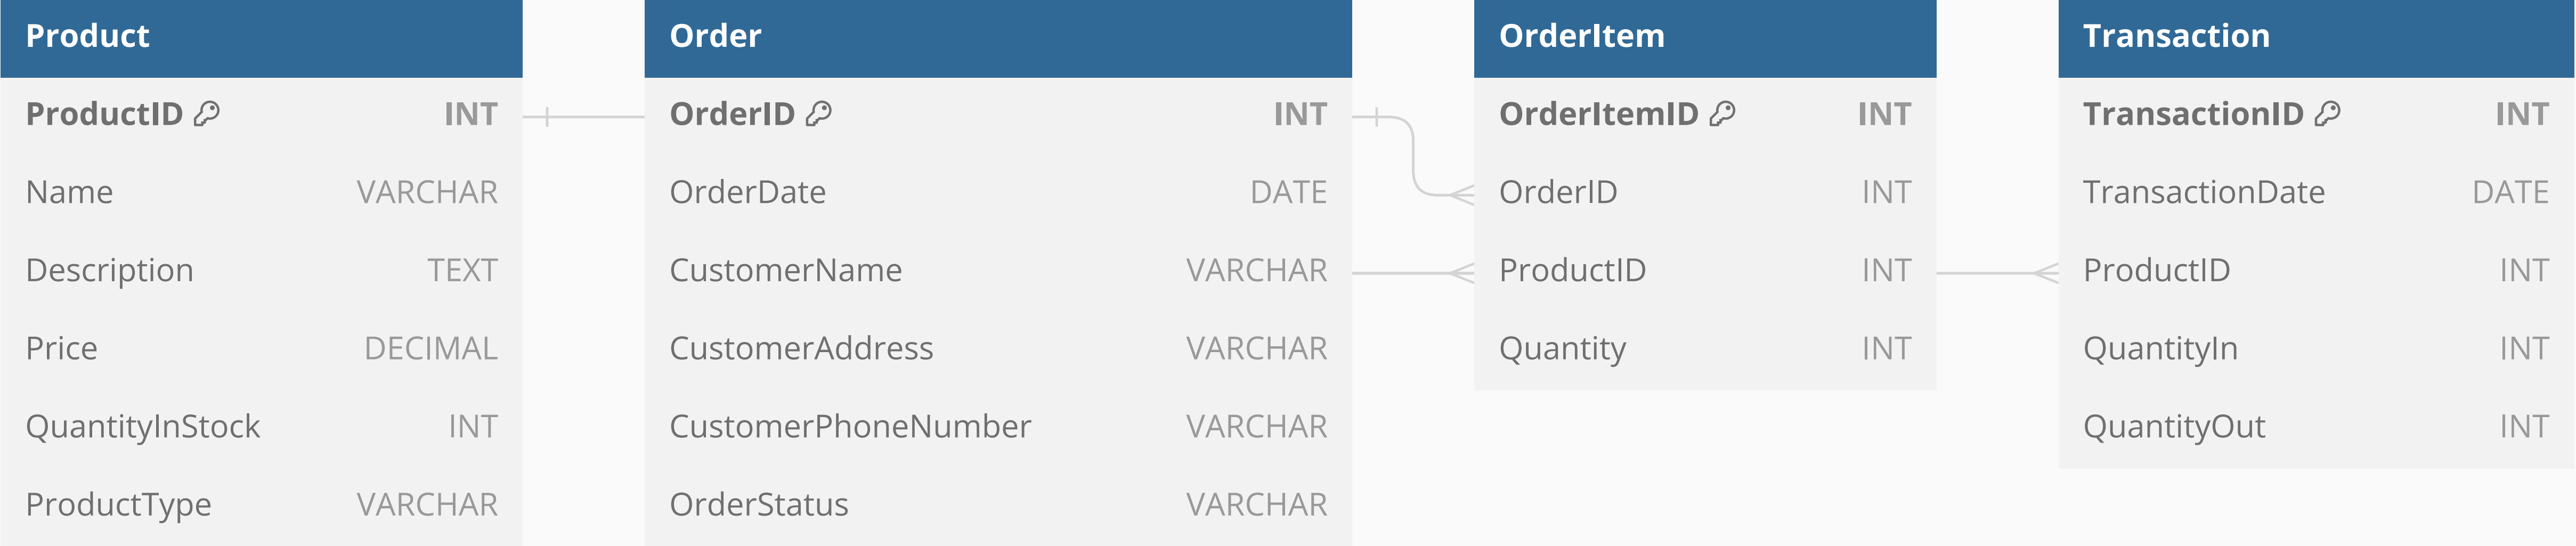 Product
ProductID INT
Name VARCHAR
Description TEXT
Price DECIMAL
QuantityInStock INT
ProductType VARCHAR
Order
OrderID INT
OrderDate DATE
CustomerName VARCHAR
CustomerAddress VARCHAR
CustomerPhoneNumber VARCHAR
OrderStatus VARCHAR
OrderItem
OrderItemID INT
OrderID INT
ProductID INT
Quantity INT
Transaction
TransactionID INT
TransactionDate DATE
ProductID INT
QuantityIn INT
QuantityOut INT